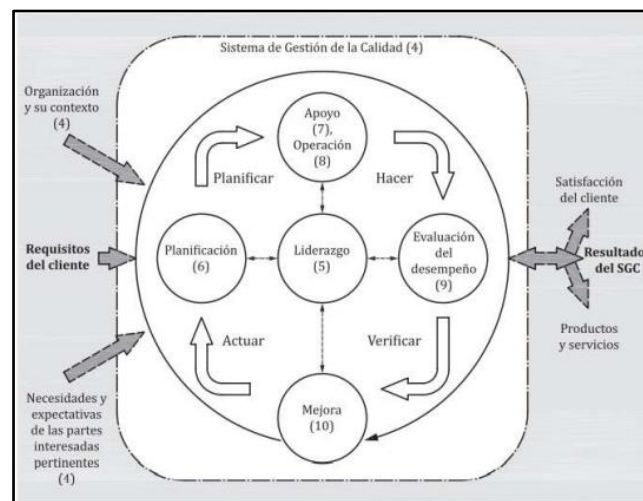 Sistema de Gestión de la Calidad (4)
Organización
y su contexto
(4)
Requisitos
del cliente
Necesidades y
expectativas
de las partes
interesadas
pertinentes
(4)
Apoyo
(7),
Operación
(8)
Planificar
Hacer
Planificación
(6)
Liderazgo
(5)
Evaluación
del
desempeño
(9)
Actuar
Verificar
Mejora
(10)
Satisfacción
del cliente
Resultado
del SGC
Productos
y servicios